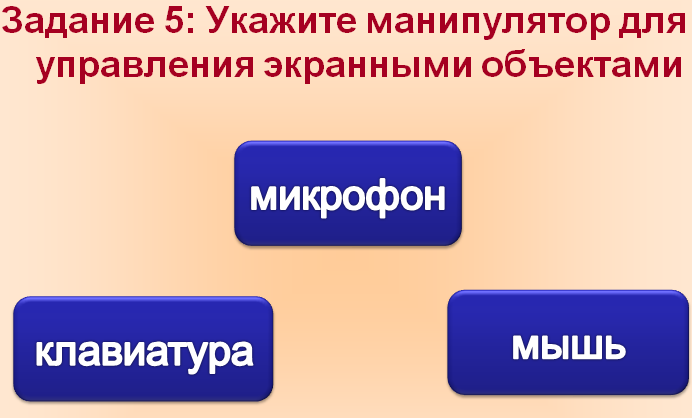 Задание 5: Укажите манипулятор для
управления экранными объектами
микрофон
клавиатура
мышь